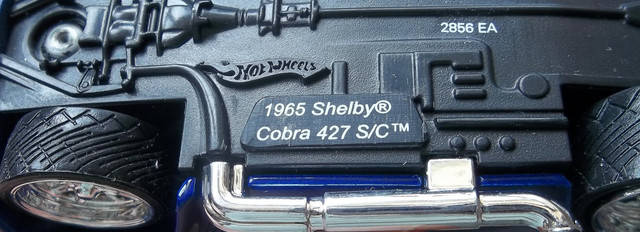 2856 EA
Hot Wheels
1965 Shelby®
Cobra 427 S/C™